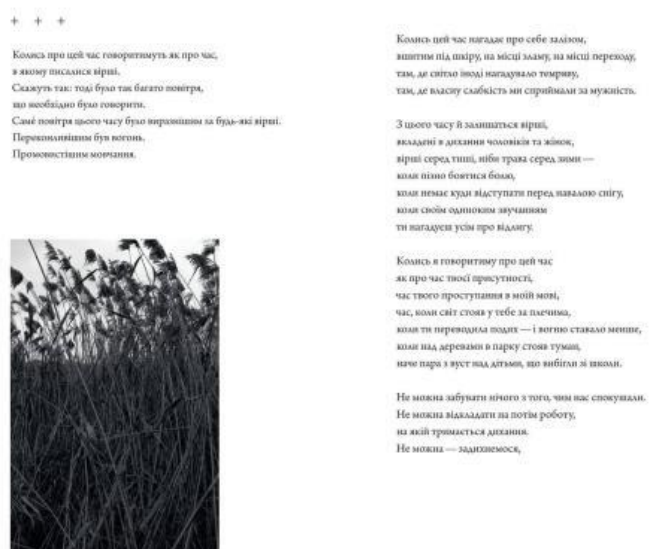 + + +
Колись про цей час говоритимуть як про час,
в якому писалися вірші.
Скажуть так: тоді було так багато повітря,
що необхідно було говорити.
Саме повітря цього часу було виразнішим за будь-які вірші.
Переконливішим був вогонь.
Промовистішим мовчання.
Колись цей час нагадає про себе залізом,
вшитим під шкіру, на місці зламу, на місці переходу,
там, де світло іноді нагадувало темряву,
там, де власну слабкість ми сприймали за мужність.
З цього часу й залишаться вірші,
вкладені в дихання чоловіків та жінок,
вірші серед тиші, ніби трава серед зими —
коли пізно боятися болю,
коли немає куди відступати перед навалою снігу,
коли своїм одиноким звучанням
ти нагадуєш усім про відлигу.
Колись я говоритиму про цей час
як про час твоєї присутності,
час твого проступання в моїй мові,
час, коли світ стояв у тебе за плечима,
коли ти переводила подих — і вогню ставало менше,
коли над деревами в парку стояв туман,
наче пара з вуст над дітьми, що вибігли зі школи.
Не можна забувати нічого з того, чим нас спокушали.
Не можна відкладати на потім роботу,
на якій тримається дихання.
Не можна — задихнемося,